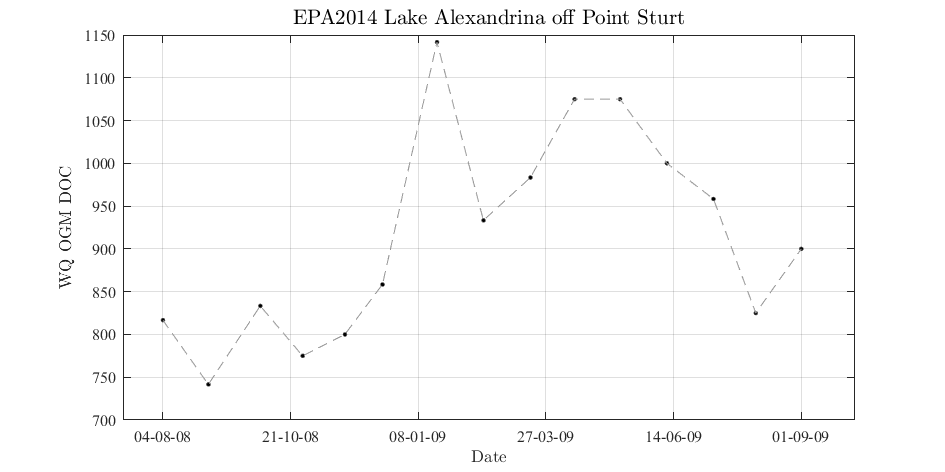 EPA2014 Lake Alexandrina off Point Sturt
1150
1100
1050
1000
950
900
850
800
750
700
WQ OGM DOC
04-08-08 21-10-08 08-01-09 27-03-09 14-06-09 01-09-09
Date